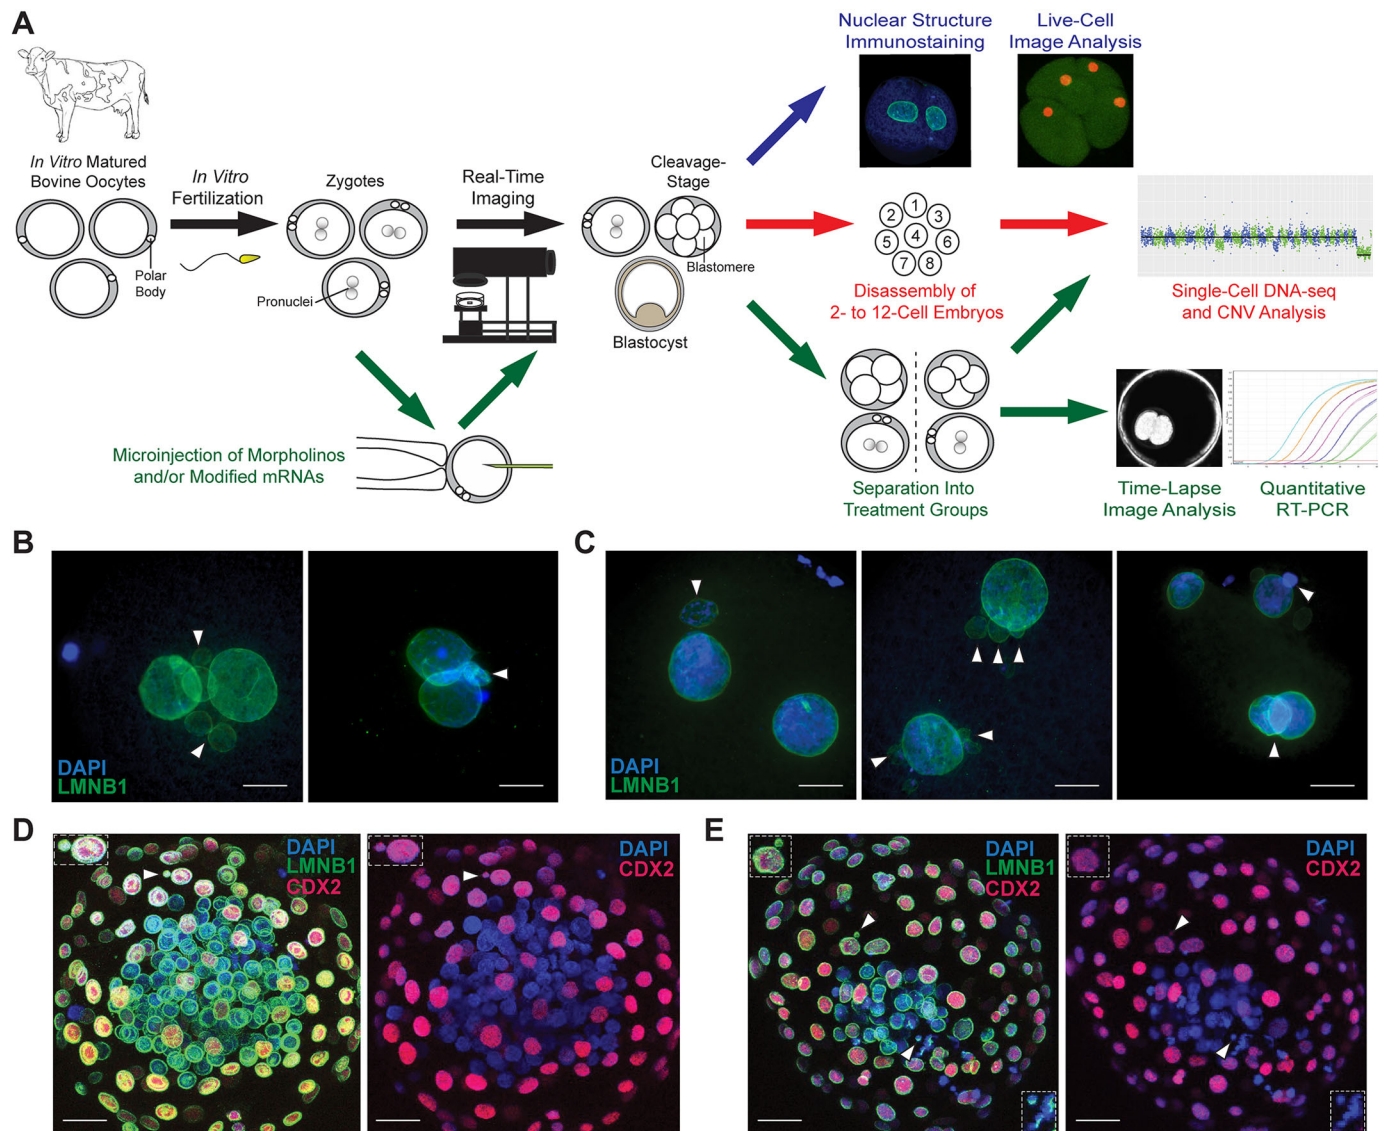 A
Nuclear Structure
Immunostaining
Live-Cell
Image Analysis
In Vitro Matured
Bovine Oocytes
In Vitro
Fertilization
Zygotes
Real-Time
Imaging
Cleavage-
Stage
Polar
Body
Pronuclei
Blastomere
Blastocyst
1
2
3
4
5
6
7
8
Disassembly of
2- to 12-Cell Embryos
Single-Cell DNA-seq
and CNV Analysis
Microinjection of Morpholinos
and/or Modified mRNAs
Separation Into
Treatment Groups
Time-Lapse
Image Analysis
Quantitative
RT-PCR
B
DAPI
LMNB1
C
DAPI
LMNB1
D
DAPI
LMNB1
CDX2
DAPI
CDX2
E
DAPI
LMNB1
CDX2
DAPI
CDX2